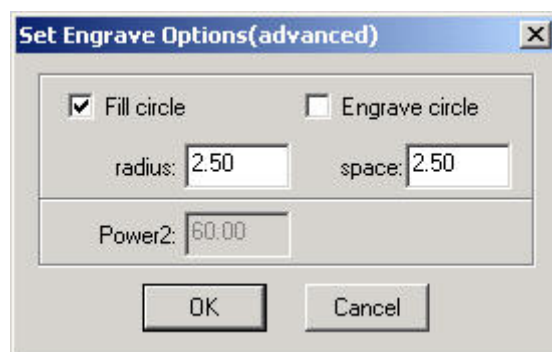 Set Engrave Options(advanced)
Fill circle Engrave circle
radius: 2.50 space: 2.50
Power2: 60.00
OK Cancel